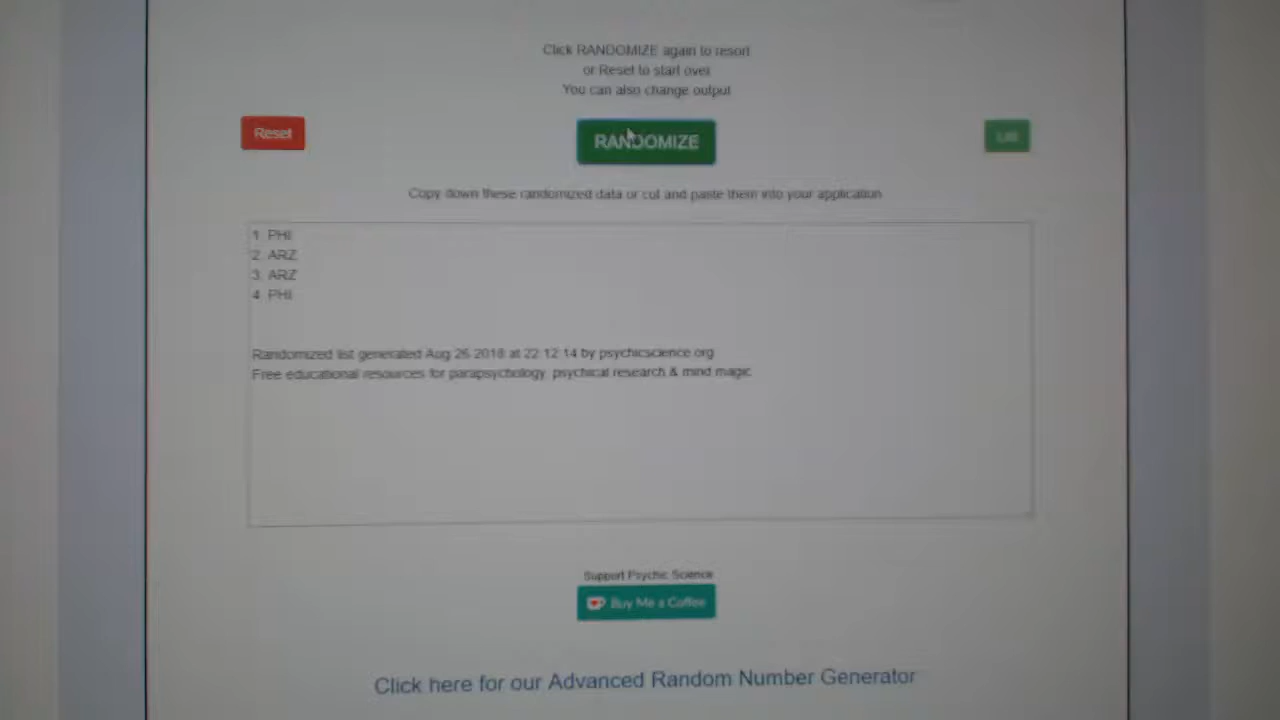 Click RANDOMIZE again to resort
or Reset to start over
You can also change output
Reset
RANDOMIZE
List
Copy down these randomized data or cut and paste them into your application
1. PHI
2. ARZ
3. ARZ
4. PHI
Randomized list generated Aug 26 2018 at 22:12:14 by psychicscience.org
Free educational resources for parapsychology, psychical research & mind magic
Support Psychic Science
Buy Me a Coffee
Click here for our Advanced Random Number Generator